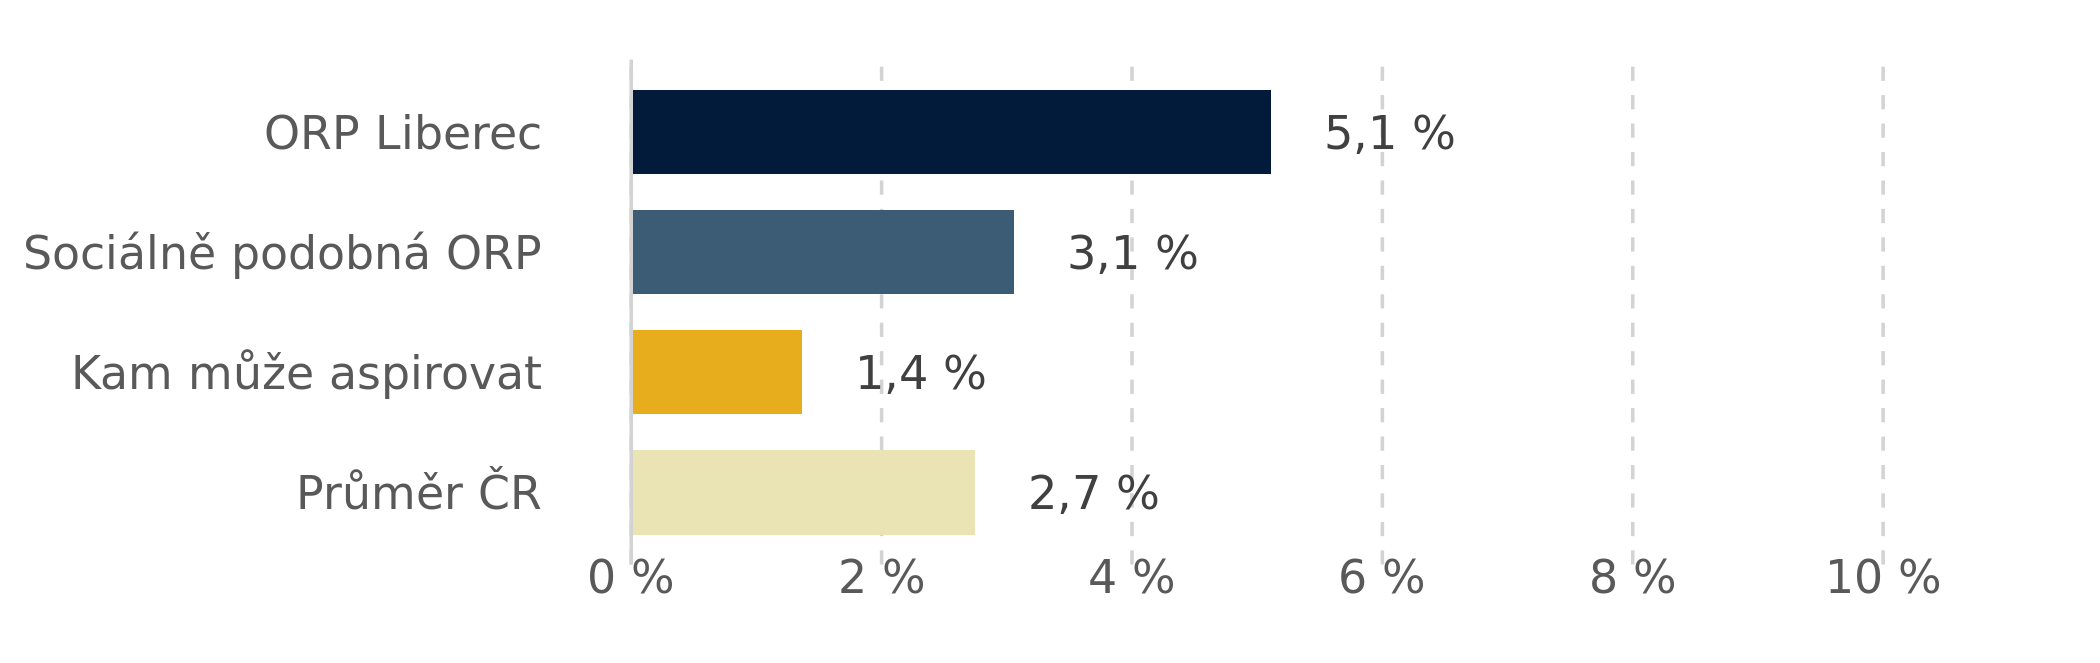 ORP Liberec 5,1 %
Sociálně podobná ORP 3,1 %
Kam může aspirovat 1,4 %
Průměr ČR 2,7 %
0 % 2 % 4 % 6 % 8 % 10 %